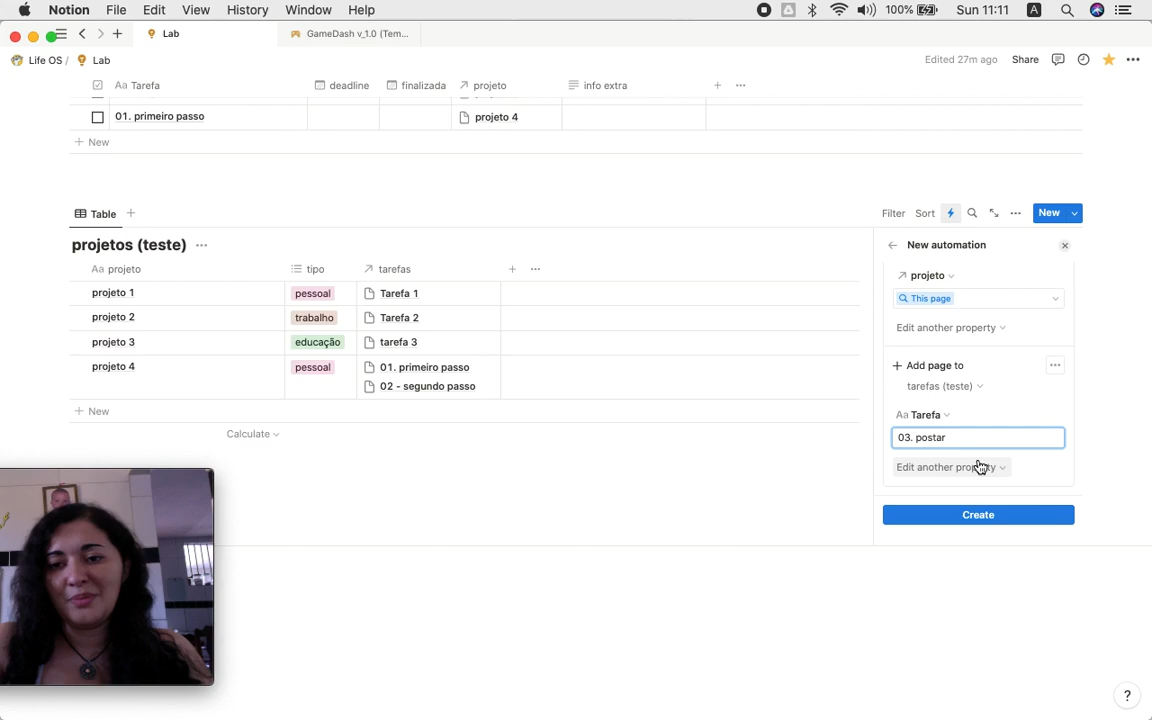 Notion File Edit View History Window Help 100% Sun 11:11 A
Lab GameDash v_1.0 (Tem...
Life OS / Lab Edited 27m ago Share
Aa Tarefa deadline finalizada projeto info extra
01. primeiro passo projeto 4
+ New
Table Filter Sort New
projetos (teste) New automation
Aa projeto tipo tarefas projeto
projeto 1 pessoal Tarefa 1 This page
projeto 2 trabalho Tarefa 2 Edit another property
projeto 3 educação tarefa 3
projeto 4 pessoal 01. primeiro passo Add page to
02 - segundo passo tarefas (teste)
+ New Aa Tarefa
Calculate 03. postar
Edit another property
Create
?